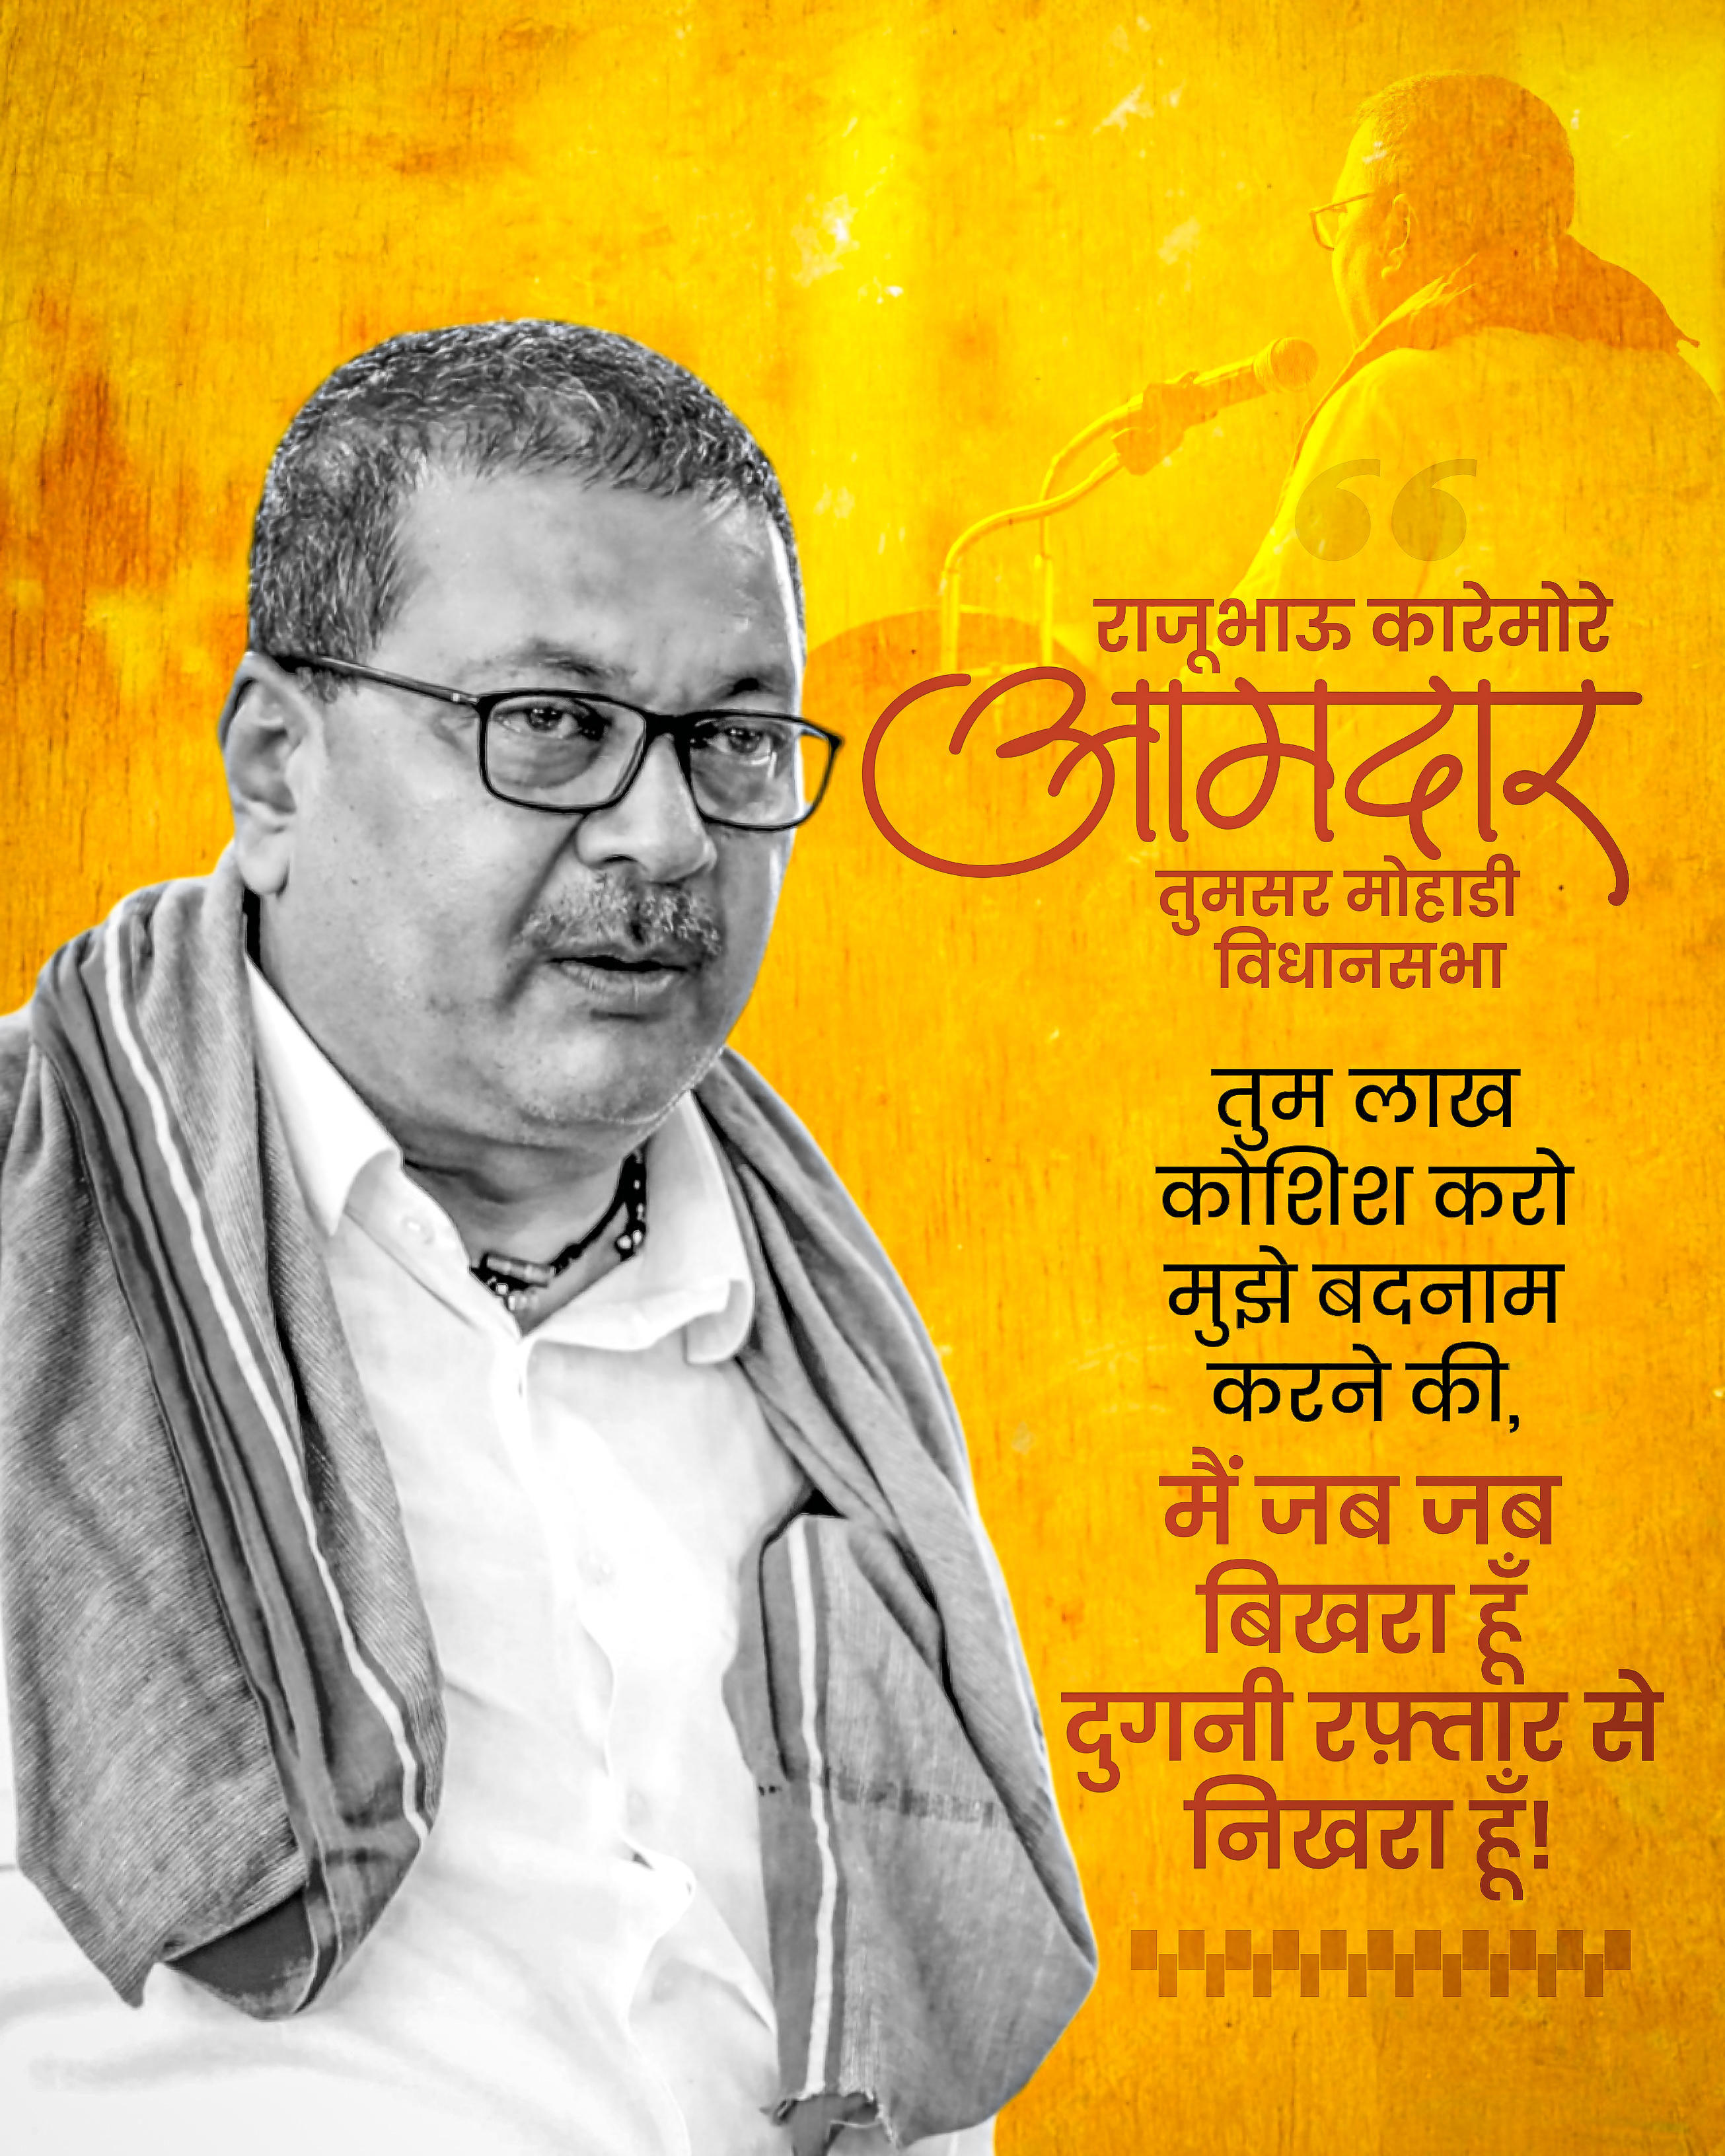 “
राजूभाऊ कारेमोरे
आमदार
तुमसर मोहाडी
विधानसभा
तुम लाख
कोशिश करो
मुझे बदनाम
करने की,
मैं जब जब
बिखरा हूँ
दुगनी रफ़्तार से
निखरा हूँ!